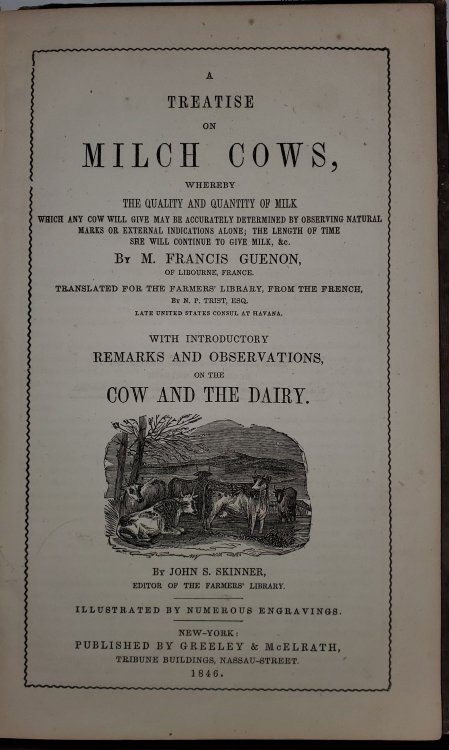 A
TREATISE
ON
MILCH COWS,
WHEREBY
THE QUALITY AND QUANTITY OF MILK
WHICH ANY COW WILL GIVE MAY BE ACCURATELY DETERMINED BY OBSERVING NATURAL
MARKS OR EXTERNAL INDICATIONS ALONE; THE LENGTH OF TIME
SHE WILL CONTINUE TO GIVE MILK, &c.
BY M. FRANCIS GUENON,
OF LIBOURNE, FRANCE.
TRANSLATED FOR THE FARMERS' LIBRARY, FROM THE FRENCH,
BY N. P. TRIST, ESQ.
LATE UNITED STATES CONSUL AT HAVANA.
WITH INTRODUCTORY
REMARKS AND OBSERVATIONS,
ON THE
COW AND THE DAIRY.
BY JOHN S. SKINNER,
EDITOR OF THE FARMERS' LIBRARY.
ILLUSTRATED BY NUMEROUS ENGRAVINGS.
NEW-YORK:
PUBLISHED BY GREELEY & McELRATH,
TRIBUNE BUILDINGS, NASSAU-STREET.
1846.